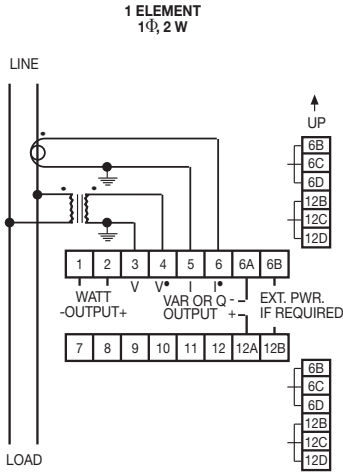 1 ELEMENT
1Φ, 2 W
LINE
UP
6B
6C
6D
12B
12C
12D
1 2 3 4 5 6 6A 6B
WATT
-OUTPUT+
V V• I I•
VAR OR Q -
OUTPUT +
EXT. PWR.
IF REQUIRED
7 8 9 10 11 12 12A 12B
6B
6C
6D
12B
12C
12D
LOAD